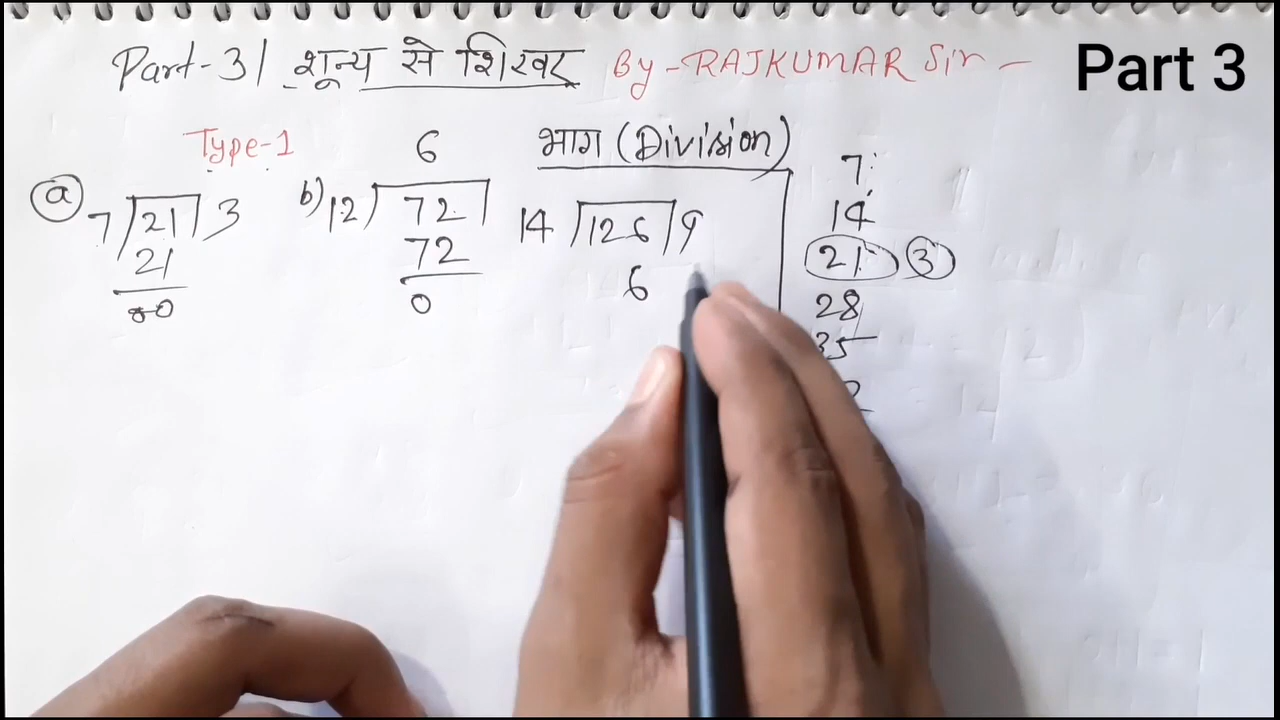 Part-3| शून्य से शिखर By-RAJKUMAR Sir -
Part 3
Type-1
भाग (Division)
a
7 ) 21 ( 3
21
00
b) 12 ) 72
6
72
0
14 ) 126 ( 9
6
7
14
21 3
28
35